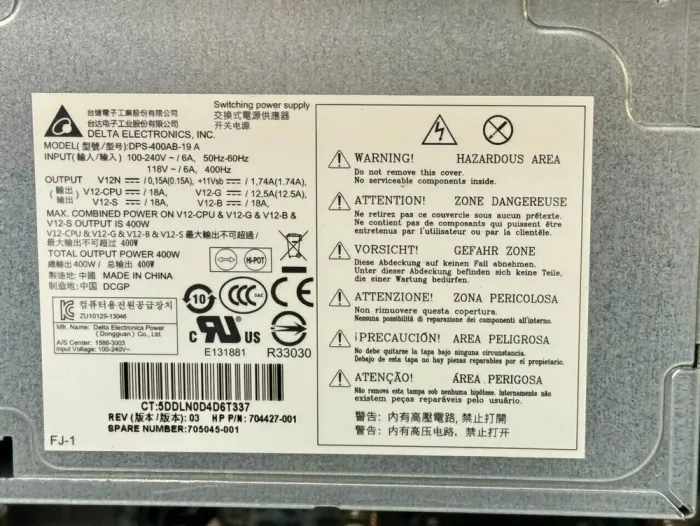 台達電子工業股份有限公司
台达电子工业股份有限公司
DELTA ELECTRONICS, INC.
Switching power supply
交換式電源供應器
开关电源
MODEL(型號/型号):DPS-400AB-19 A
INPUT(輸入/输入) 100-240V~/6A, 50Hz-60Hz
118V~/6A, 400Hz
OUTPUT V12N ⎓/0,15A(0.15A), +11Vsb ⎓/1,74A(1.74A),
(輸出/输出) V12-CPU ⎓/18A, V12-G ⎓/12,5A(12.5A),
V12-S ⎓/18A, V12-B ⎓/18A,
MAX. COMBINED POWER ON V12-CPU & V12-G & V12-B &
V12-S OUTPUT IS 400W
V12-CPU & V12-G & V12-B & V12-S 最大輸出不可超過/
最大输出不可超过 400W
TOTAL OUTPUT POWER 400W
總輸出400W/总输出 400W
製造地: 中國 MADE IN CHINA
制造地: 中国 DCGP
HI-POT
컴퓨터용전원공급장치
ZU10129-13046
Mfr. Name: Delta Electronics Power
(Dongguan) Co., Ltd.
A/S Center: 1588-3003
Input Voltage: 100-240V~
10
CCC
S&E
CE
c RU us
E131881
R33030
CT:5DDLN0D4D6T337
REV (版本/版本): 03 HP P/N: 704427-001
SPARE NUMBER:705045-001
FJ-1
WARNING! HAZARDOUS AREA
Do not remove this cover.
No serviceable components inside.
ATTENTION! ZONE DANGEREUSE
Ne retirez pas ce couvercle sous aucun prétexte.
Ne contient pas de composants qui puissent être
entretenus par l'utilisateur ou par la clientêle.
VORSICHT! GEFAHR ZONE
Diese Abdeckung auf keinen Fall abnehmen.
Unter dieser Abdeckung befinden sich keine Teile,
die einer Wartung bedürfen.
ATTENZIONE! ZONA PERICOLOSA
Non rimuovere questa copertura.
Nessuna possibilità di reparazione dei componenti all'interno.
¡PRECAUCIÓN! AREA PELIGROSA
No debe quitarse la tapa bajo ninguna circunstancia.
Debajo de esta tapa no hay piezas reparables por el propietario.
ATENÇÃO! ÁREA PERIGOSA
Não remova esta tampa sob nenhuma hipótese. Internamente não
existem peças reparáveis pelo usuário.
警告: 內有高壓電路, 禁止打開
警告: 内有高压电路, 禁止打开